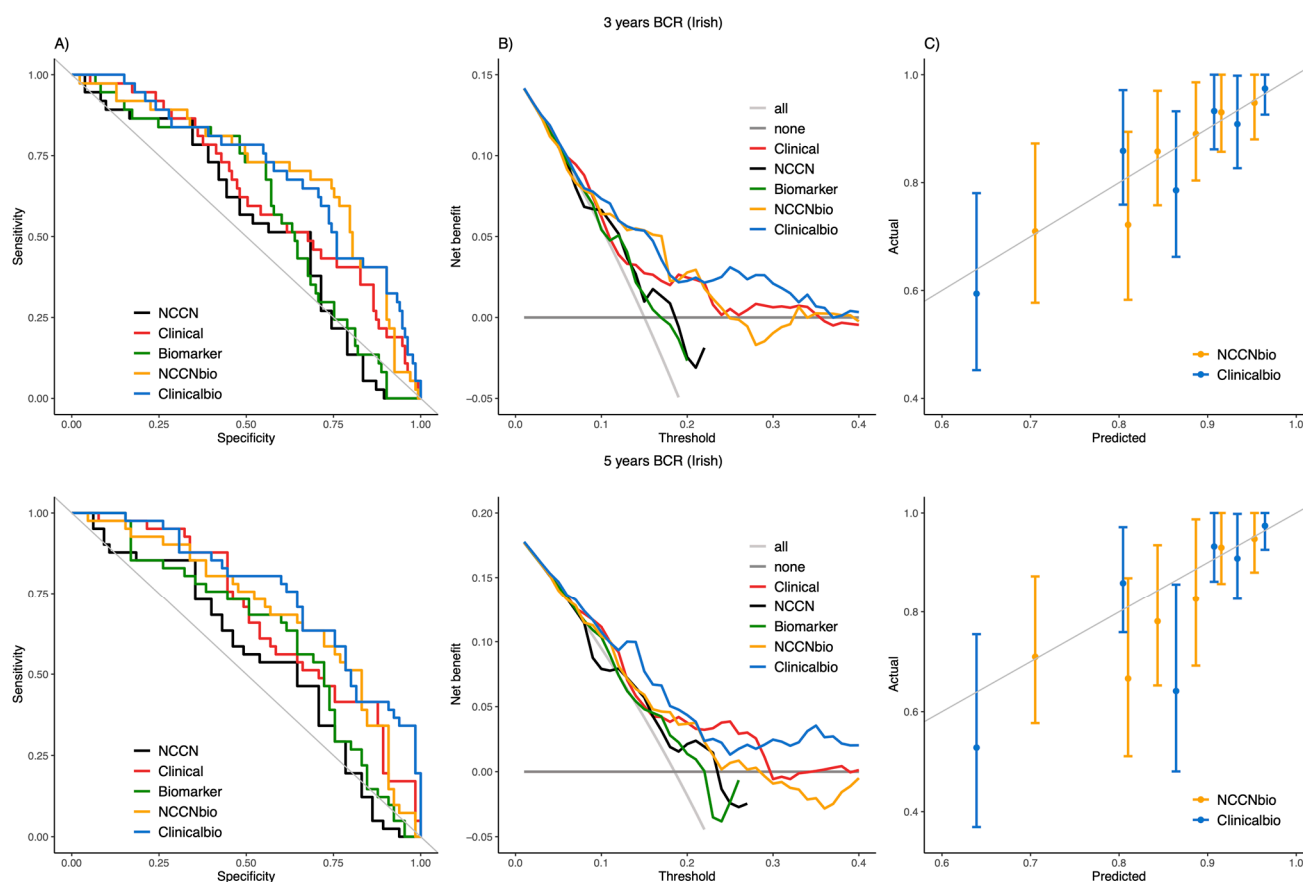 3 years BCR (Irish)
A)
B)
C)
Sensitivity
1.00
0.75
0.50
0.25
0.00
NCCN
Clinical
Biomarker
NCCNbio
Clinicalbio
0.00 0.25 0.50 0.75 1.00
Specificity
Net benefit
0.15
0.10
0.05
0.00
−0.05
all
none
Clinical
NCCN
Biomarker
NCCNbio
Clinicalbio
0.0 0.1 0.2 0.3 0.4
Threshold
Actual
1.0
0.8
0.6
0.4
NCCNbio
Clinicalbio
0.6 0.7 0.8 0.9 1.0
Predicted
5 years BCR (Irish)
Sensitivity
1.00
0.75
0.50
0.25
0.00
NCCN
Clinical
Biomarker
NCCNbio
Clinicalbio
0.00 0.25 0.50 0.75 1.00
Specificity
Net benefit
0.20
0.15
0.10
0.05
0.00
−0.05
all
none
Clinical
NCCN
Biomarker
NCCNbio
Clinicalbio
0.0 0.1 0.2 0.3 0.4
Threshold
Actual
1.0
0.8
0.6
0.4
NCCNbio
Clinicalbio
0.6 0.7 0.8 0.9 1.0
Predicted